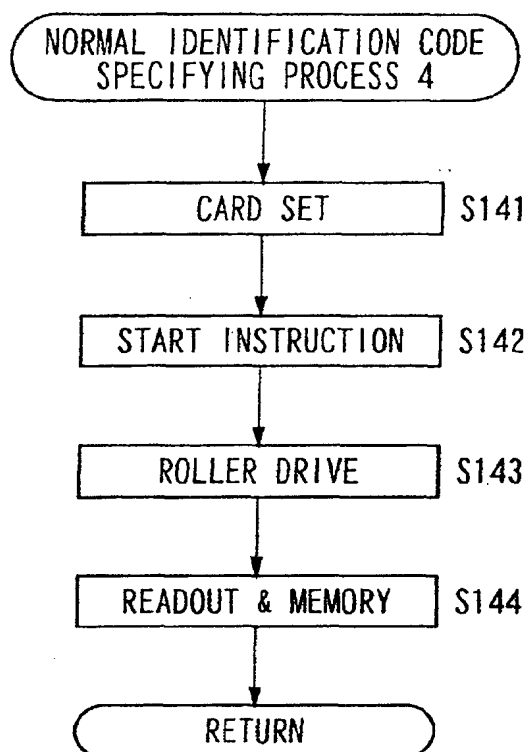 NORMAL IDENTIFICATION CODE
SPECIFYING PROCESS 4
CARD SET S141
START INSTRUCTION S142
ROLLER DRIVE S143
READOUT & MEMORY S144
RETURN